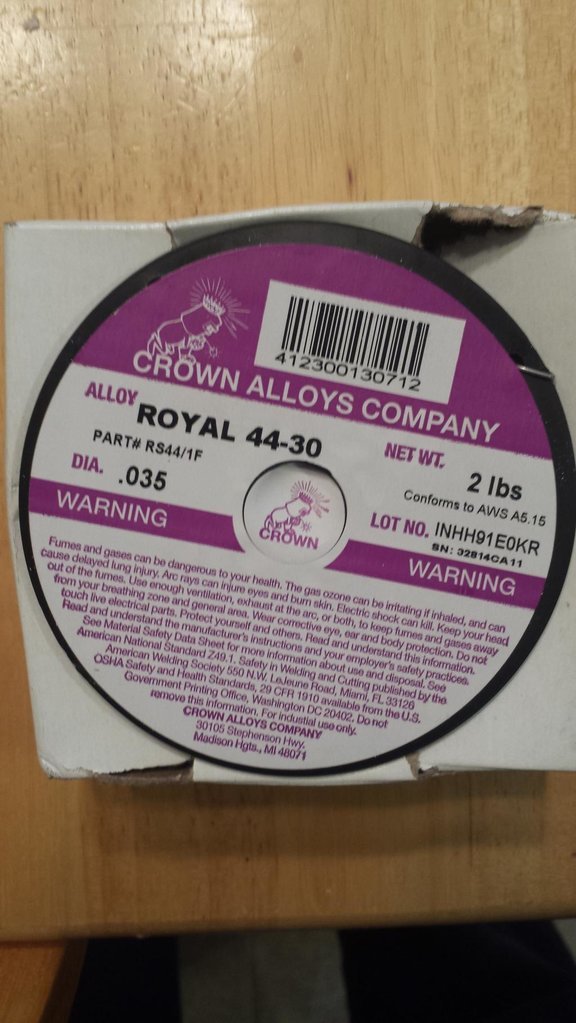 412300130712
CROWN ALLOYS COMPANY
ALLOY ROYAL 44-30
PART# RS44/1F
DIA. .035
NET WT. 2 lbs
Conforms to AWS A5.15
LOT NO. INHH91E0KR
SN: 32814CA11
CROWN
WARNING
WARNING
Fumes and gases can be dangerous to your health. The gas ozone can be irritating if inhaled, and can
cause delayed lung injury. Arc rays can injure eyes and burn skin. Electric shock can kill. Keep your head
out of the fumes. Use enough ventilation, exhaust at the arc, or both, to keep fumes and gases away
from your breathing zone and general area. Wear corrective eye, ear and body protection. Do not
touch live electrical parts. Protect yourself and others. Read and understand this information.
Read and understand the manufacturer's instructions and your employer's safety practices.
See Material Safety Data Sheet for more information about use and disposal. See
American National Standard Z49.1. Safety in Welding and Cutting published by the
American Welding Society 550 N.W. LeJeune Road, Miami, FL 33126
OSHA Safety and Health Standards, 29 CFR 1910 available from the U.S.
Government Printing Office, Washington DC 20402. Do not
remove this information. For industial use only.
CROWN ALLOYS COMPANY
30105 Stephenson Hwy.
Madison Hgts., MI 48071